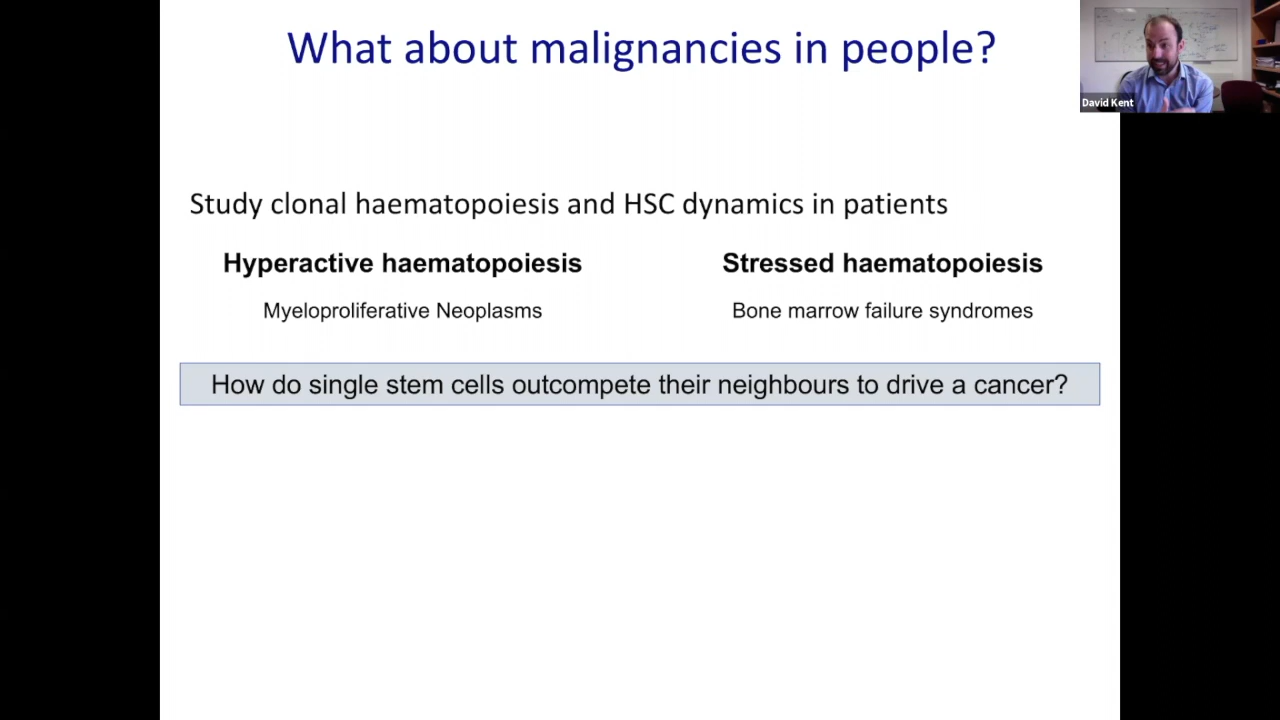 What about malignancies in people?
David Kent
Study clonal haematopoiesis and HSC dynamics in patients
Hyperactive haematopoiesis
Stressed haematopoiesis
Myeloproliferative Neoplasms
Bone marrow failure syndromes
How do single stem cells outcompete their neighbours to drive a cancer?